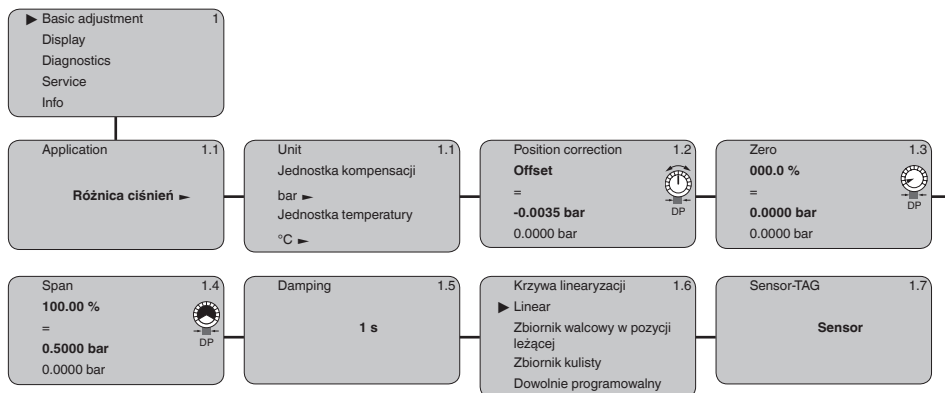 ▶ Basic adjustment 1
Display
Diagnostics
Service
Info
Application 1.1
Różnica ciśnień ►
Unit 1.1
Jednostka kompensacji
bar ►
Jednostka temperatury
°C ►
Position correction 1.2
Offset
=
-0.0035 bar
0.0000 bar
DP
Zero 1.3
000.0 %
=
0.0000 bar
0.0000 bar
DP
Span 1.4
100.00 %
=
0.5000 bar
0.0000 bar
DP
Damping 1.5
1 s
Krzywa linearyzacji 1.6
▶ Linear
Zbiornik walcowy w pozycji
leżącej
Zbiornik kulisty
Dowolnie programowalny
Sensor-TAG 1.7
Sensor